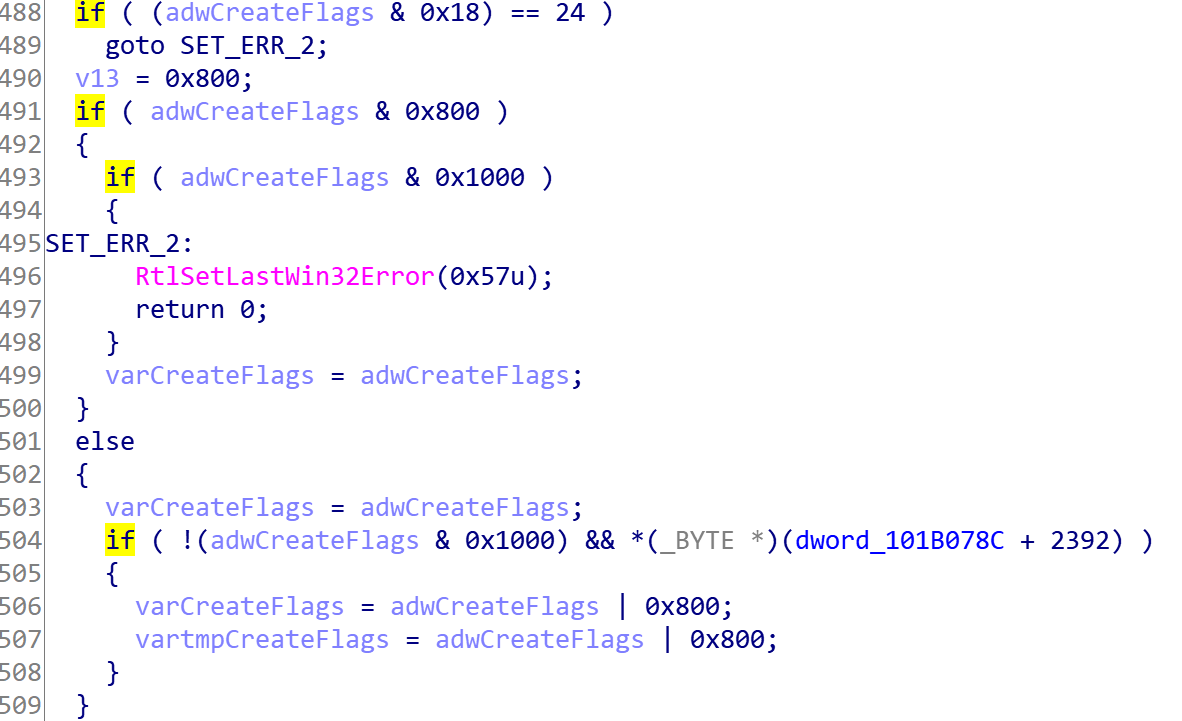 488   if ( (adwCreateFlags & 0x18) == 24 )
489     goto SET_ERR_2;
490   v13 = 0x800;
491   if ( adwCreateFlags & 0x800 )
492   {
493     if ( adwCreateFlags & 0x1000 )
494     {
495 SET_ERR_2:
496       RtlSetLastWin32Error(0x57u);
497       return 0;
498     }
499     varCreateFlags = adwCreateFlags;
500   }
501   else
502   {
503     varCreateFlags = adwCreateFlags;
504     if ( !(adwCreateFlags & 0x1000) && *(_BYTE *)(dword_101B078C + 2392) )
505     {
506       varCreateFlags = adwCreateFlags | 0x800;
507       vartmpCreateFlags = adwCreateFlags | 0x800;
508     }
509   }